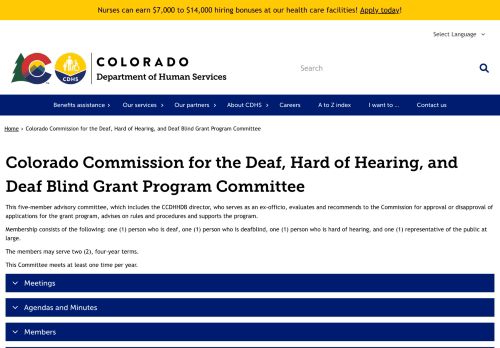 Nurses can earn $7,000 to $14,000 hiring bonuses at our health care facilities! Apply today!
Select Language
CDHS
COLORADO
Department of Human Services
Search
Benefits assistance
Our services
Our partners
About CDHS
Careers
A to Z index
I want to ...
Contact us
Home › Colorado Commission for the Deaf, Hard of Hearing, and Deaf Blind Grant Program Committee
Colorado Commission for the Deaf, Hard of Hearing, and
Deaf Blind Grant Program Committee
This five-member advisory committee, which includes the CCDHHDB director, who serves as an ex-officio, evaluates and recommends to the Commission for approval or disapproval of
applications for the grant program, advises on rules and procedures and supports the program.
Membership consists of the following: one (1) person who is deaf, one (1) person who is deafblind, one (1) person who is hard of hearing, and one (1) representative of the public at
large.
The members may serve two (2), four-year terms.
This Committee meets at least one time per year.
Meetings
Agendas and Minutes
Members